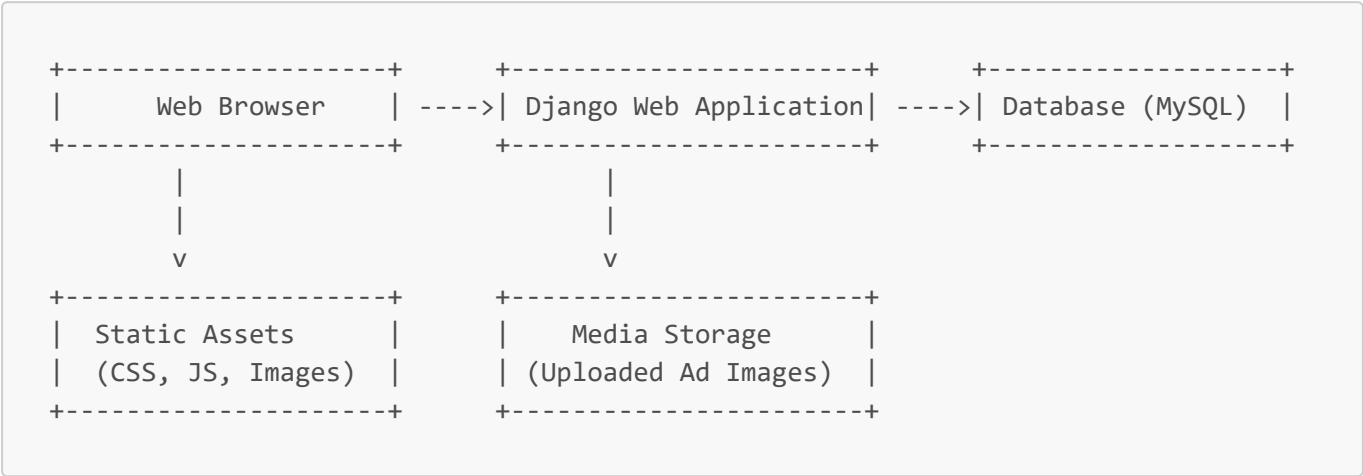 +---------------------+      +-----------------------+      +-------------------+
|      Web Browser    | ---->| Django Web Application| ---->| Database (MySQL)  |
+---------------------+      +-----------------------+      +-------------------+
        |                           |
        |                           |
        v                           v
+---------------------+      +-----------------------+
|  Static Assets      |      |    Media Storage      |
|  (CSS, JS, Images)  |      | (Uploaded Ad Images)  |
+---------------------+      +-----------------------+